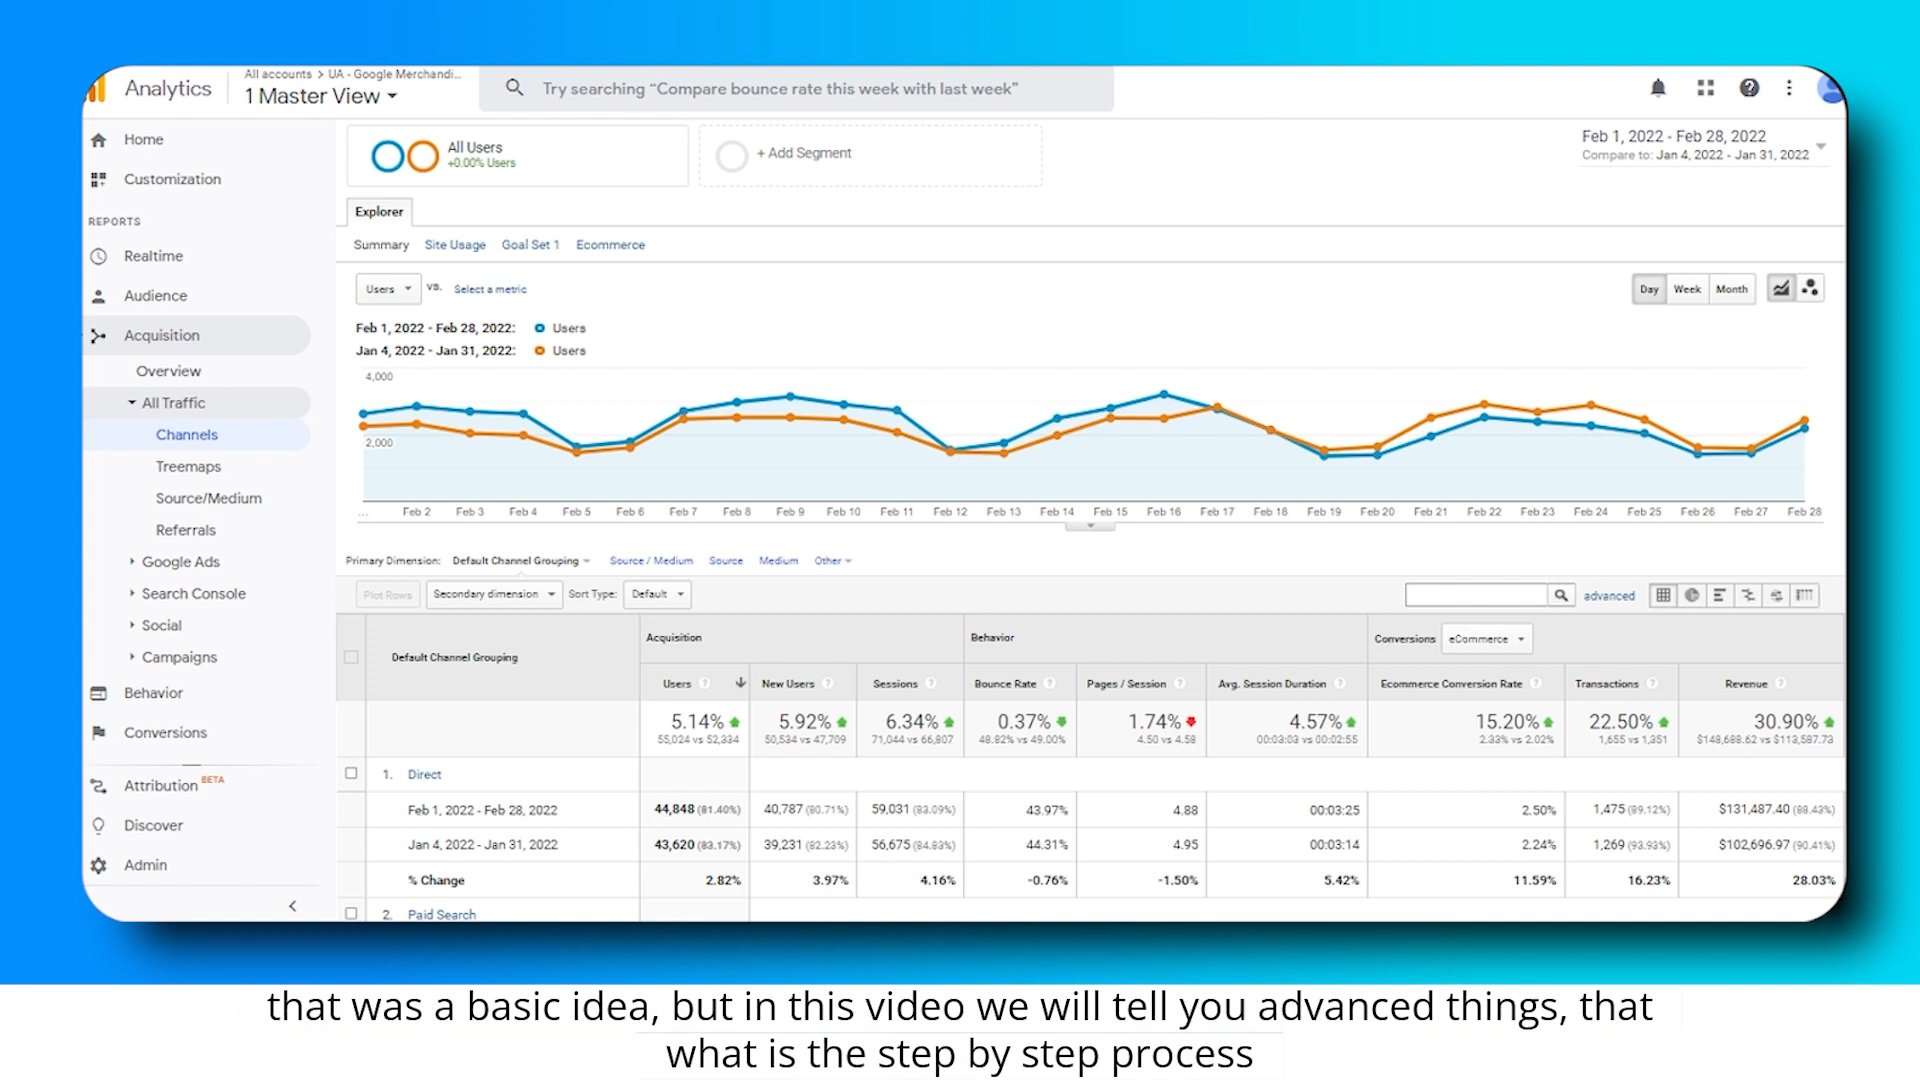 Analytics
All accounts > UA - Google Merchandi...
1 Master View
Try searching “Compare bounce rate this week with last week”
Home
Customization
REPORTS
Realtime
Audience
Acquisition
Overview
All Traffic
Channels
Treemaps
Source/Medium
Referrals
Google Ads
Search Console
Social
Campaigns
Behavior
Conversions
Attribution BETA
Discover
Admin
All Users
+0.00% Users
+ Add Segment
Feb 1, 2022 - Feb 28, 2022
Compare to: Jan 4, 2022 - Jan 31, 2022
Explorer
Summary Site Usage Goal Set 1 Ecommerce
Users vs. Select a metric
Day Week Month
Feb 1, 2022 - Feb 28, 2022: Users
Jan 4, 2022 - Jan 31, 2022: Users
4,000
2,000
... Feb 2 Feb 3 Feb 4 Feb 5 Feb 6 Feb 7 Feb 8 Feb 9 Feb 10 Feb 11 Feb 12 Feb 13 Feb 14 Feb 15 Feb 16 Feb 17 Feb 18 Feb 19 Feb 20 Feb 21 Feb 22 Feb 23 Feb 24 Feb 25 Feb 26 Feb 27 Feb 28
Primary Dimension: Default Channel Grouping Source / Medium Source Medium Other
Plot Rows Secondary dimension Sort Type: Default advanced
Default Channel Grouping
Acquisition Behavior Conversions eCommerce
Users New Users Sessions Bounce Rate Pages / Session Avg. Session Duration Ecommerce Conversion Rate Transactions Revenue
5.14% 5.92% 6.34% 0.37% 1.74% 4.57% 15.20% 22.50% 30.90%
55,024 vs 52,334 50,534 vs 47,709 71,044 vs 66,807 48.82% vs 49.00% 4.50 vs 4.58 00:03:03 vs 00:02:55 2.33% vs 2.02% 1,655 vs 1,351 $148,688.62 vs $113,587.73
1. Direct
Feb 1, 2022 - Feb 28, 2022 44,848 (81.40%) 40,787 (80.71%) 59,031 (83.09%) 43.97% 4.88 00:03:25 2.50% 1,475 (89.12%) $131,487.40 (88.43%)
Jan 4, 2022 - Jan 31, 2022 43,620 (83.17%) 39,231 (82.23%) 56,675 (84.83%) 44.31% 4.95 00:03:14 2.24% 1,269 (93.93%) $102,696.97 (90.41%)
% Change 2.82% 3.97% 4.16% -0.76% -1.50% 5.42% 11.59% 16.23% 28.03%
2. Paid Search
that was a basic idea, but in this video we will tell you advanced things, that
what is the step by step process